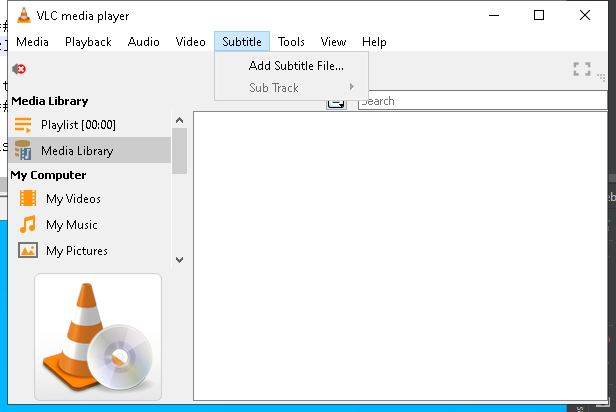 VLC media player
Media Playback Audio Video Subtitle Tools View Help
Add Subtitle File...
Sub Track
Search
Media Library
Playlist [00:00]
Media Library
My Computer
My Videos
My Music
My Pictures